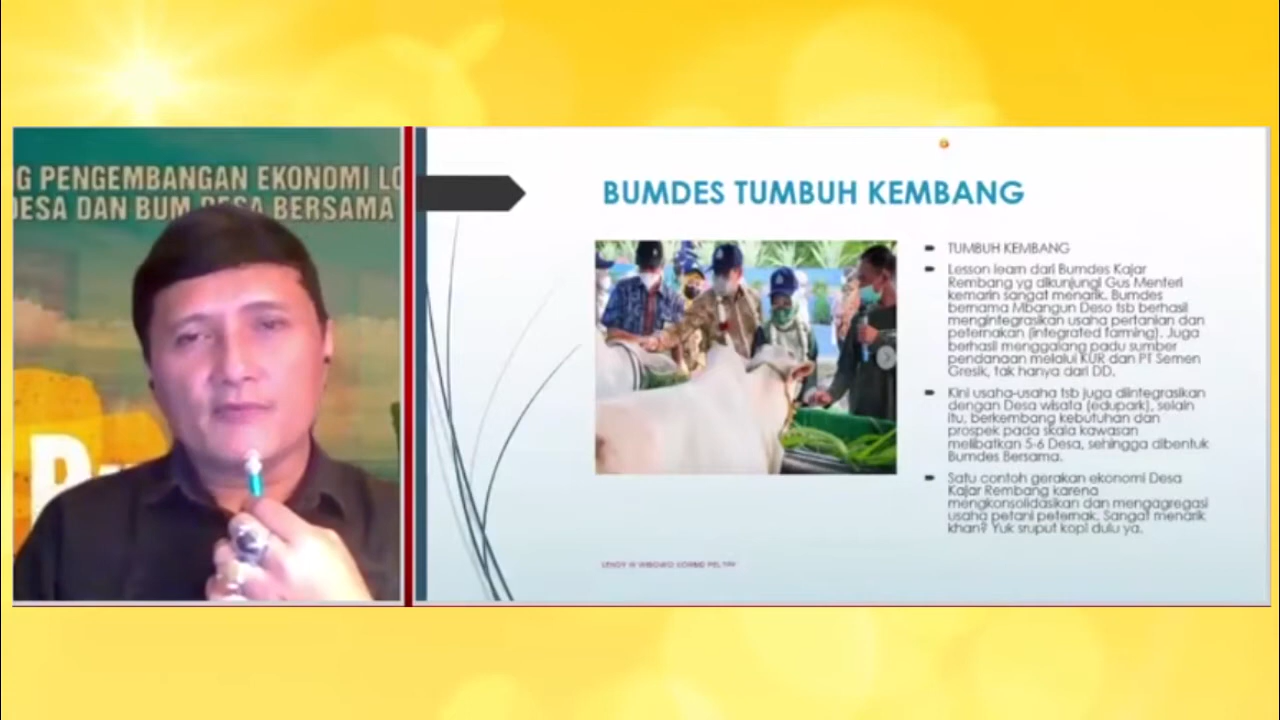 G PENGEMBANGAN EKONOMI LO
DESA DAN BUM DESA BERSAMA
BUMDES TUMBUH KEMBANG
TUMBUH KEMBANG
Lesson learn dari Bumdes Kajar
Rembang yg dikunjungi Gus Menteri
kemarin sangat menarik. Bumdes
bernama Mbangun Deso tsb berhasil
mengintegrasikan usaha pertanian dan
peternakan (integrated farming). Juga
berhasil menggalang padu sumber
pendanaan melalui KUR dan PT Semen
Gresik, tak hanya dari DD.
Kini usaha-usaha tsb juga diintegrasikan
dengan Desa wisata (edupark), selain
itu, berkembang kebutuhan dan
prospek pada skala kawasan
melibatkan 5-6 Desa, sehingga dibentuk
Bumdes Bersama.
Satu contoh gerakan ekonomi Desa
Kajar Rembang karena
mengkonsolidasikan dan mengagregasi
usaha petani peternak. Sangat menarik
khan? Yuk sruput kopi dulu ya.
LENDY W WIBOWO